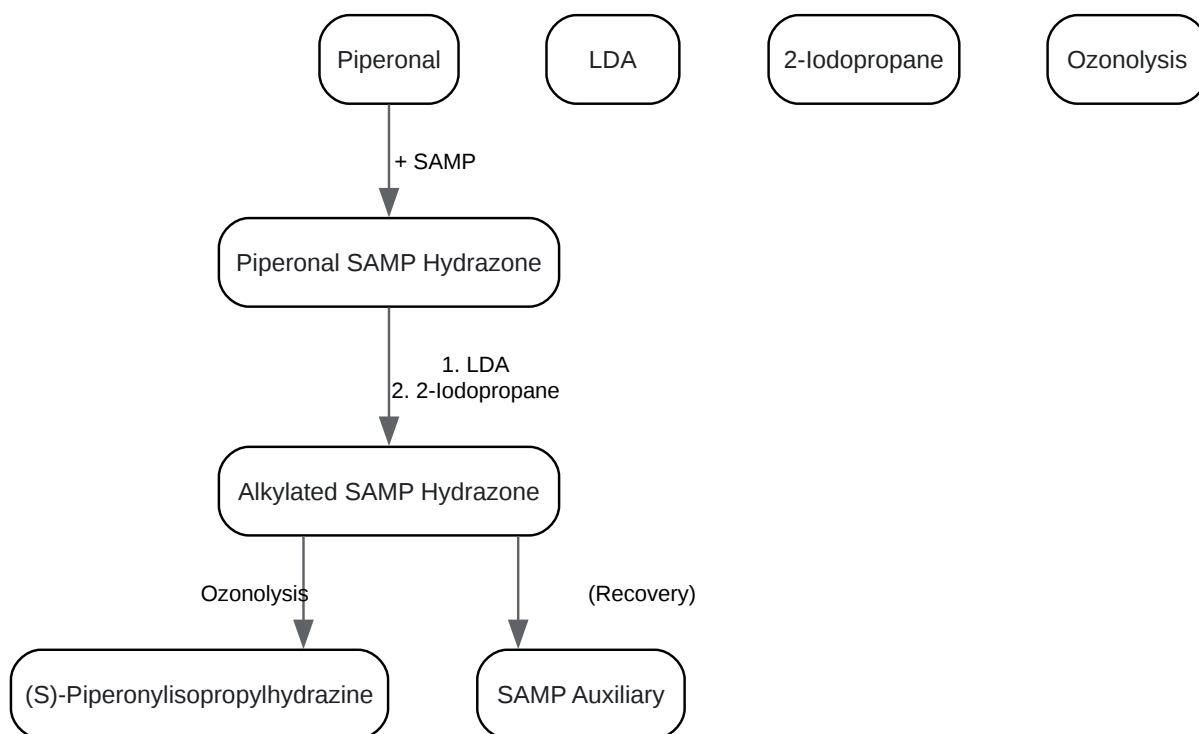 Piperonal
LDA
2-Iodopropane
Ozonolysis
+ SAMP
Piperonal SAMP Hydrazone
1. LDA
2. 2-Iodopropane
Alkylated SAMP Hydrazone
Ozonolysis
(Recovery)
(S)-Piperonylisopropylhydrazine
SAMP Auxiliary